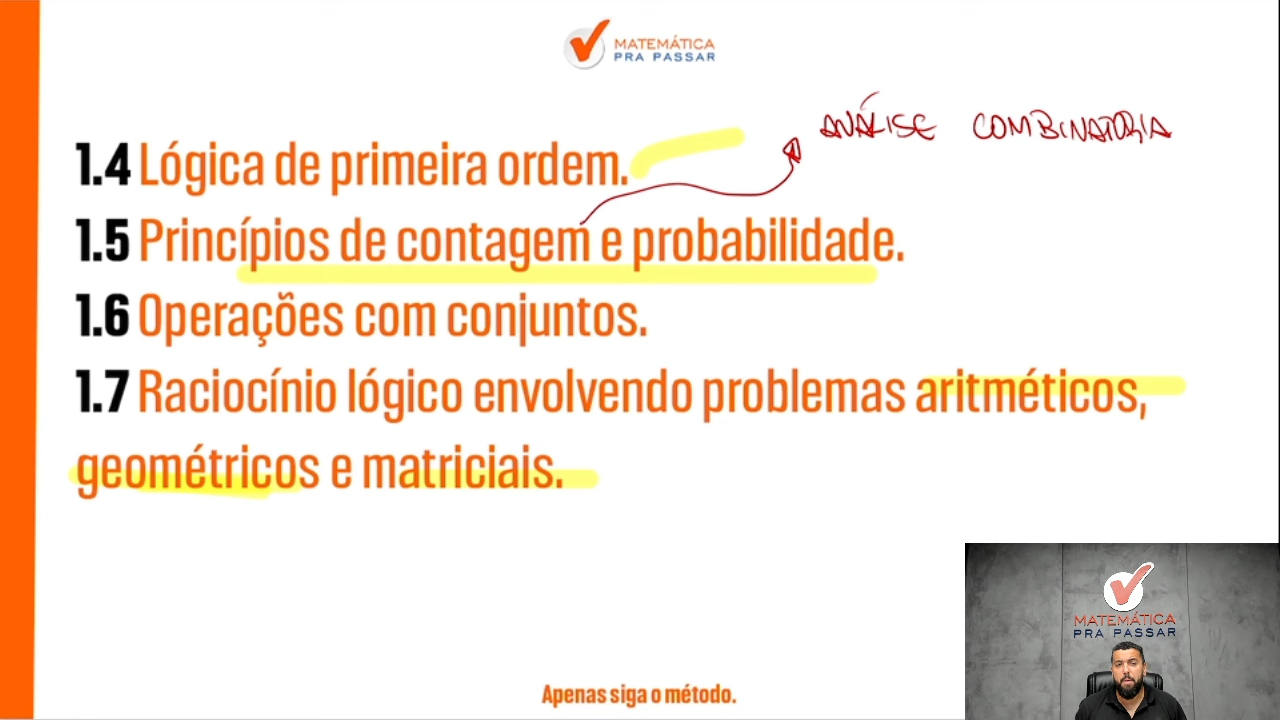 MATEMÁTICA
PRA PASSAR
ANÁLISE COMBINATÓRIA
1.4 Lógica de primeira ordem.
1.5 Princípios de contagem e probabilidade.
1.6 Operações com conjuntos.
1.7 Raciocínio lógico envolvendo problemas aritméticos,
geométricos e matriciais.
MATEMÁTICA
PRA PASSAR
Apenas siga o método.